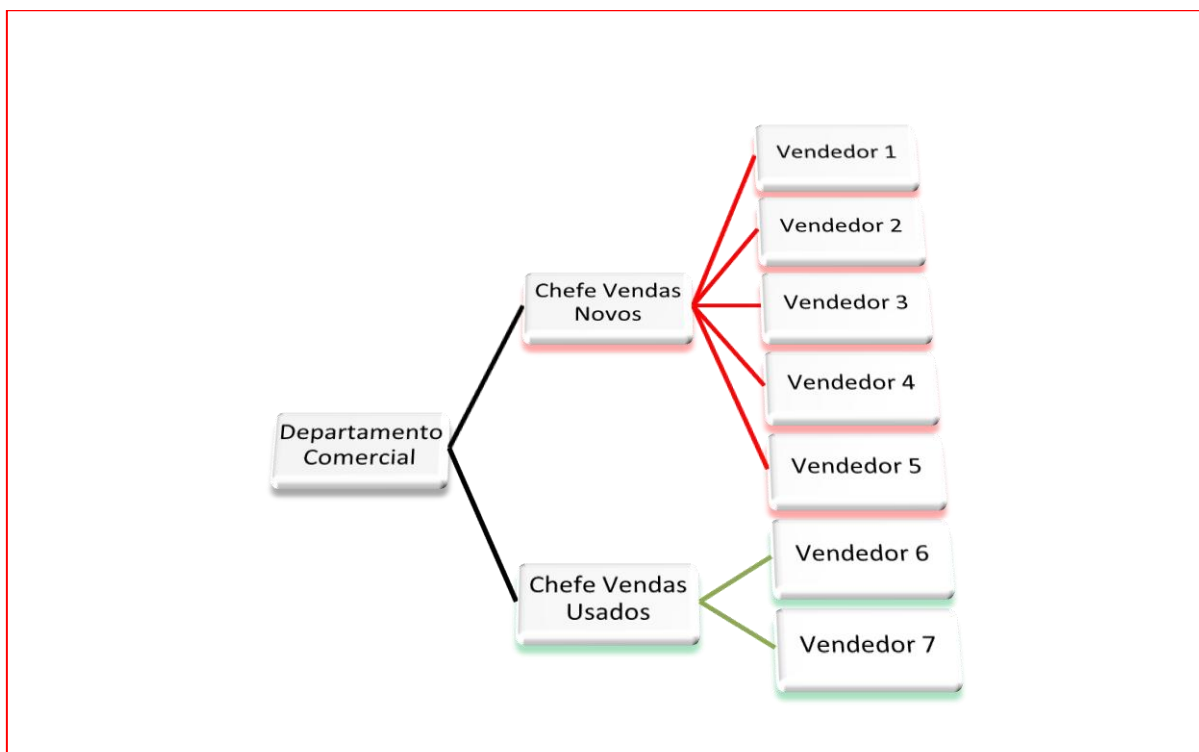 Departamento
Comercial
Chefe Vendas
Novos
Vendedor 1
Vendedor 2
Vendedor 3
Vendedor 4
Vendedor 5
Chefe Vendas
Usados
Vendedor 6
Vendedor 7